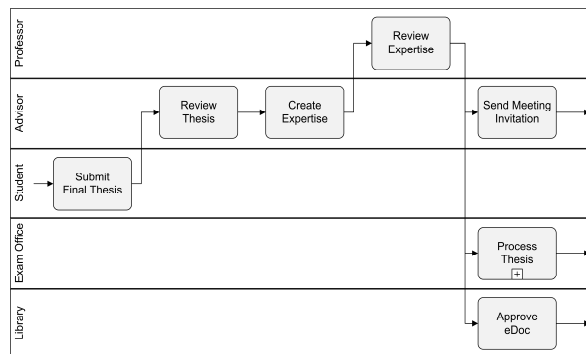 Professor
Review
Expertise
Advisor
Review
Thesis
Create
Expertise
Send Meeting
Invitation
Student
Submit
Final Thesis
Exam Office
Process
Thesis
+
Library
Approve
eDoc